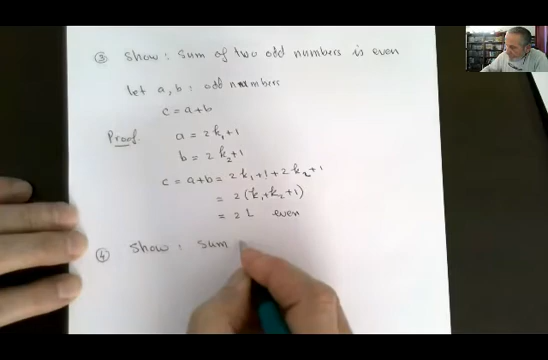 ③ Show : Sum of two odd numbers is even
let a, b : odd numbers
c = a+b
Proof. a = 2k₁+1
b = 2k₂+1
c = a+b = 2k₁+1+2k₂+1
= 2(k₁+k₂+1)
= 2L even
④ Show : Sum